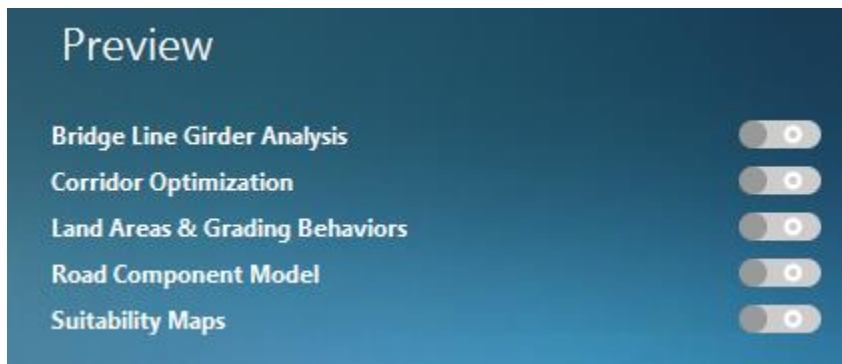 Preview
Bridge Line Girder Analysis
Corridor Optimization
Land Areas & Grading Behaviors
Road Component Model
Suitability Maps